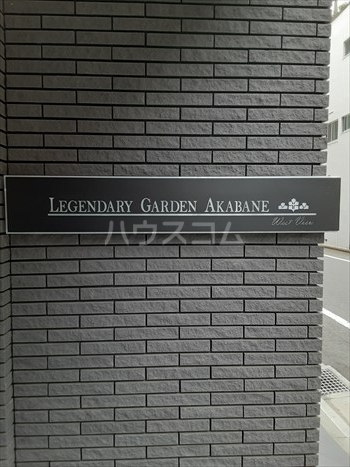 LEGENDARY GARDEN AKABANE
West View
ハウスコム